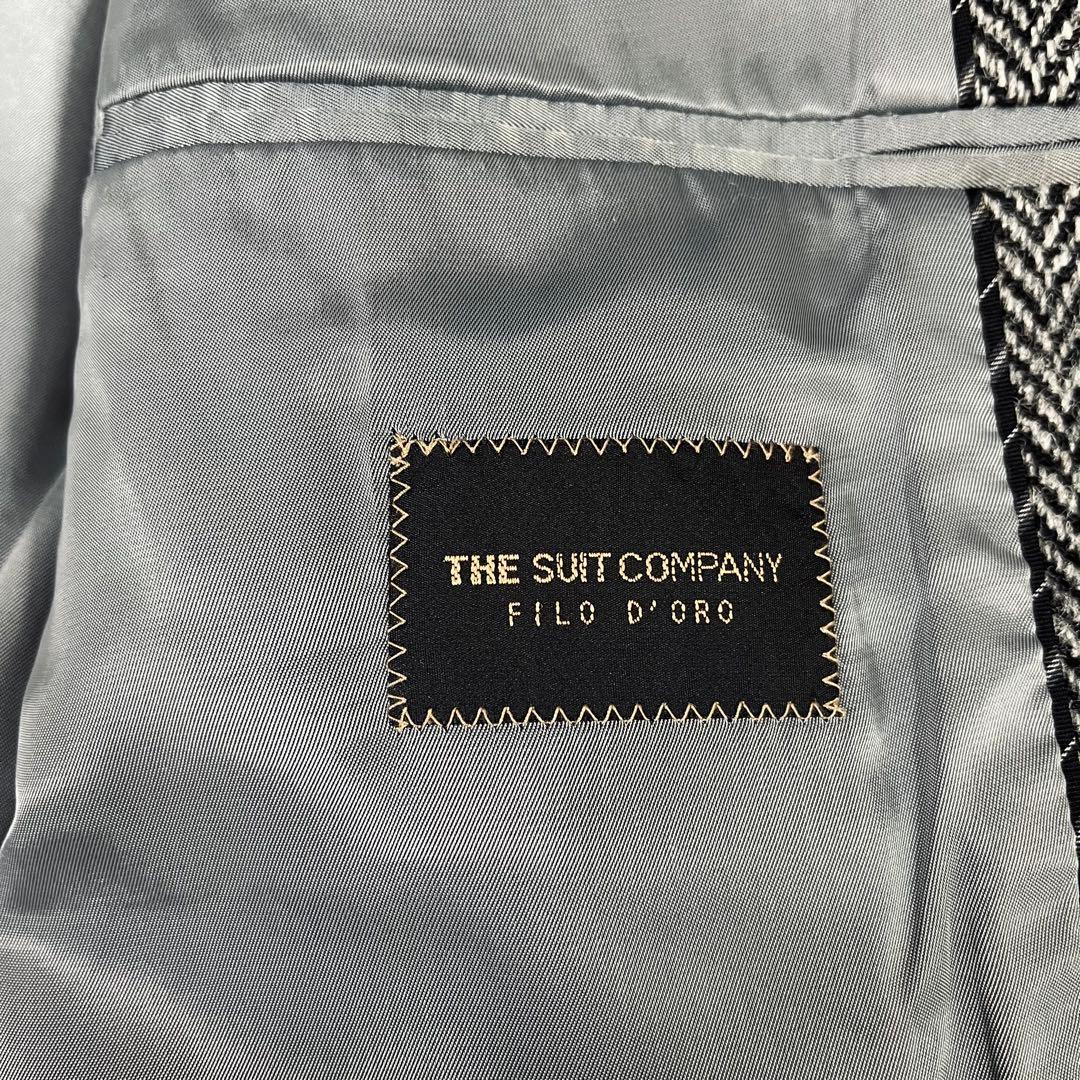 THE SUIT COMPANY
FILO D'ORO